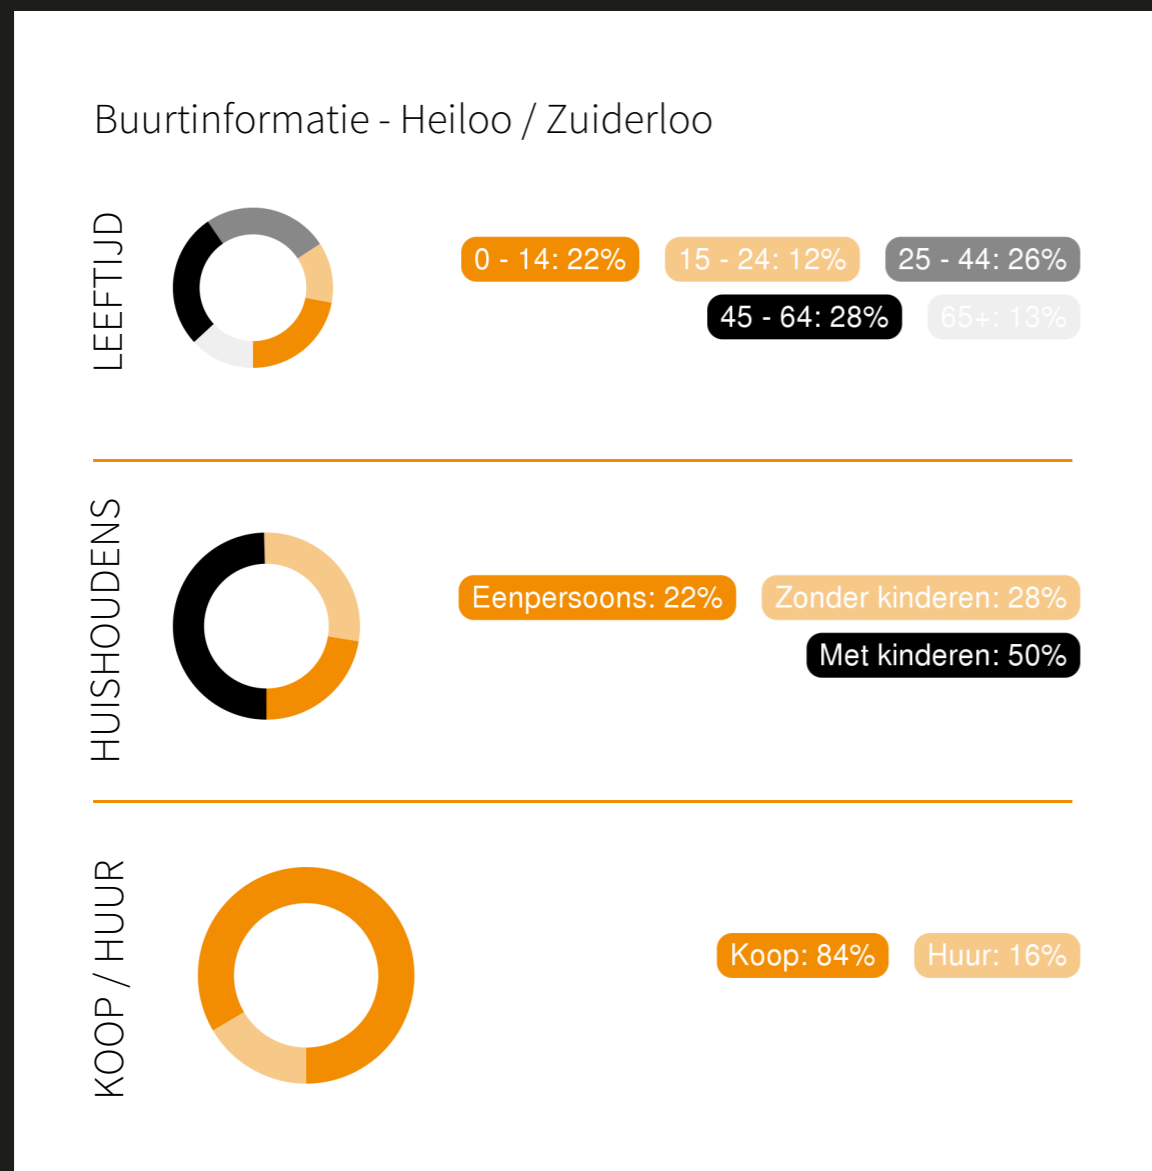 Buurtinformatie - Heiloo / Zuiderloo
LEEFTIJD
0 - 14: 22%
15 - 24: 12%
25 - 44: 26%
45 - 64: 28%
65+: 13%
HUISHOUDENS
Eenpersoons: 22%
Zonder kinderen: 28%
Met kinderen: 50%
KOOP / HUUR
Koop: 84%
Huur: 16%